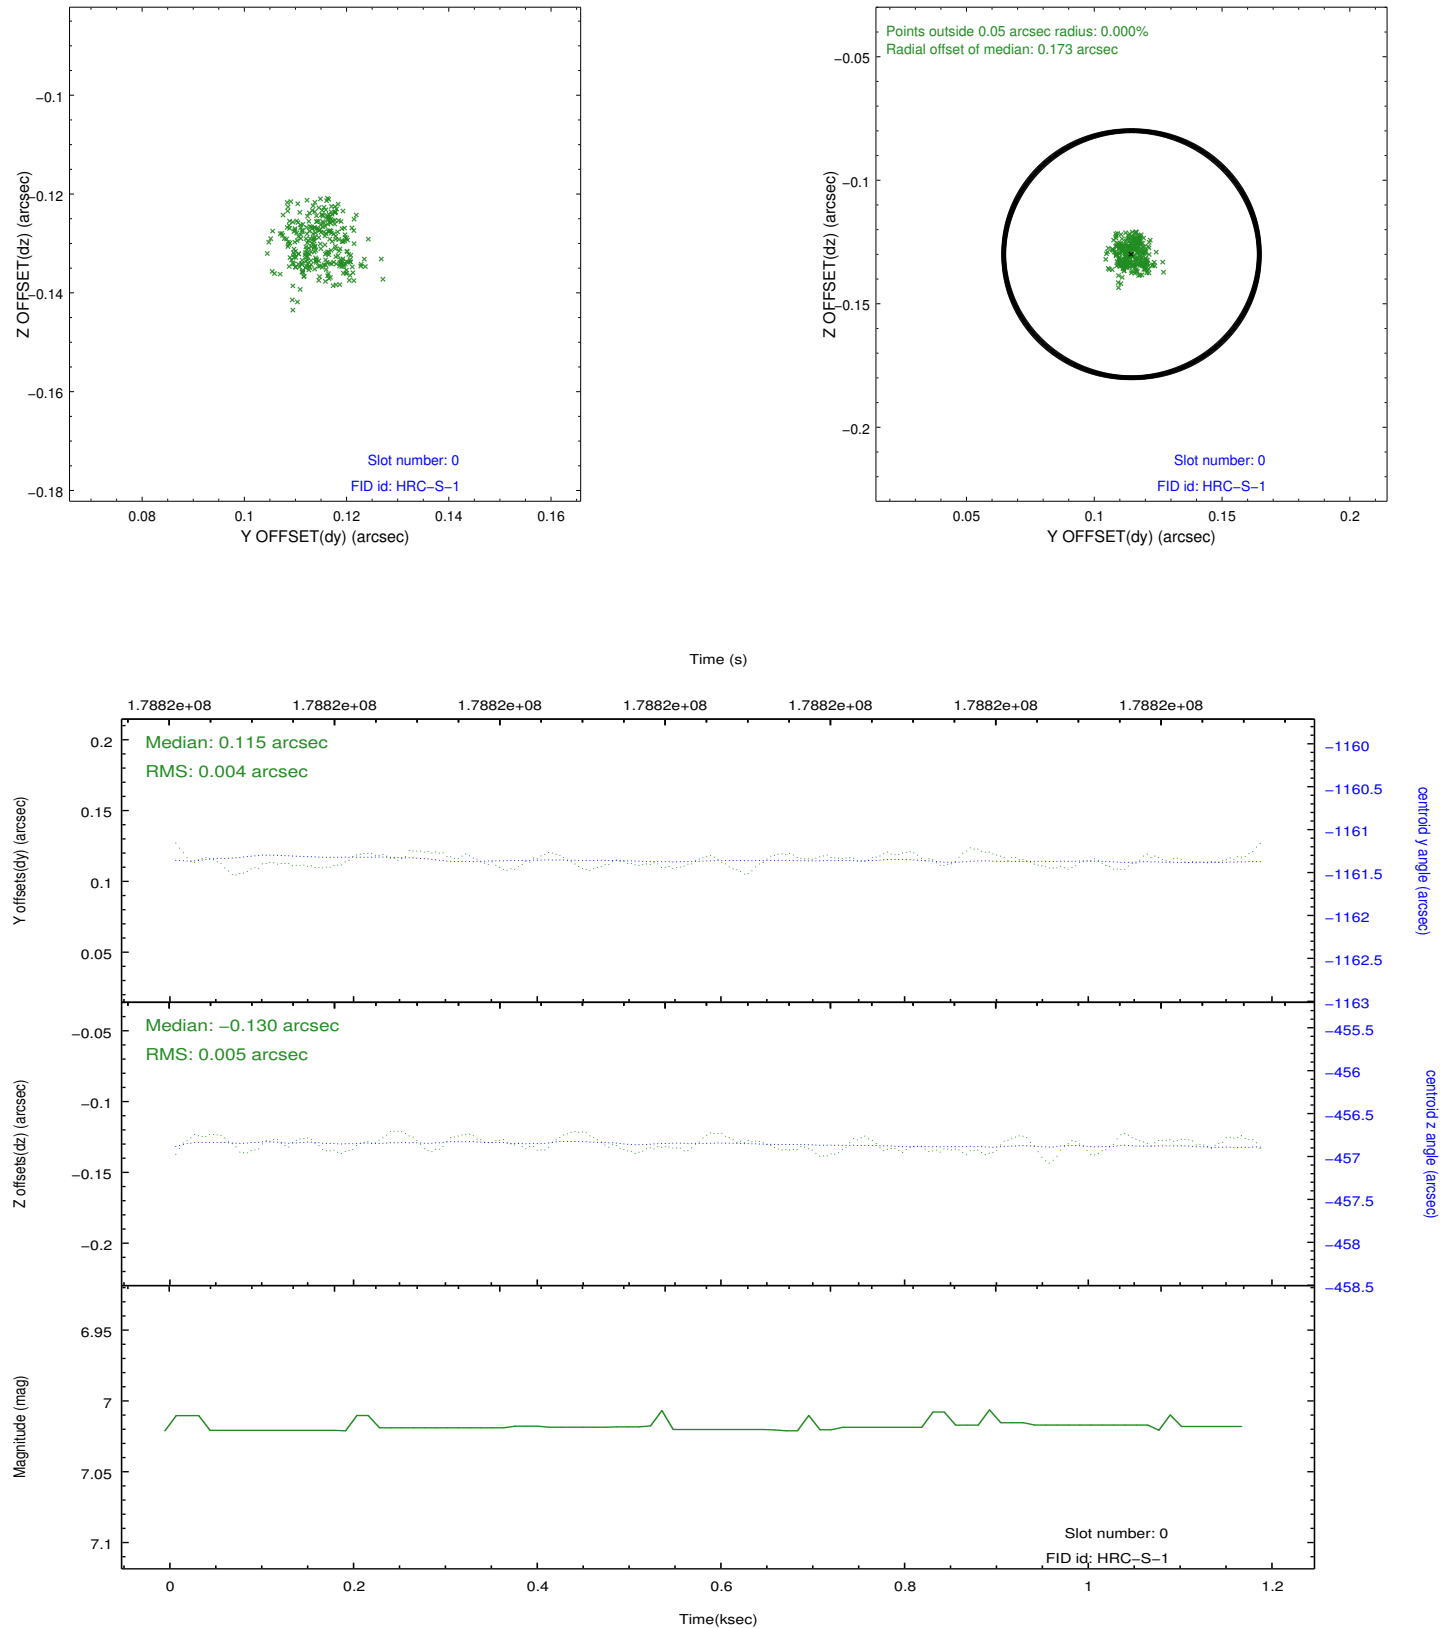 −0.1
−0.12
−0.14
−0.16
−0.18
Z OFFSET(dz) (arcsec)
0.08
0.1
0.12
0.14
0.16
Y OFFSET(dy) (arcsec)
Slot number: 0
FID id: HRC−S−1
Points outside 0.05 arcsec radius: 0.000%
Radial offset of median: 0.173 arcsec
−0.05
−0.1
−0.15
−0.2
Z OFFSET(dz) (arcsec)
0.05
0.1
0.15
0.2
Y OFFSET(dy) (arcsec)
Slot number: 0
FID id: HRC−S−1
Time (s)
1.7882e+08
1.7882e+08
1.7882e+08
1.7882e+08
1.7882e+08
1.7882e+08
1.7882e+08
Median: 0.115 arcsec
RMS: 0.004 arcsec
0.2
0.15
0.1
0.05
Y offsets(dy) (arcsec)
−1160
−1160.5
−1161
−1161.5
−1162
−1162.5
−1163
centroid y angle (arcsec)
Median: −0.130 arcsec
RMS: 0.005 arcsec
−0.05
−0.1
−0.15
−0.2
Z offsets(dz) (arcsec)
−455.5
−456
−456.5
−457
−457.5
−458
−458.5
centroid z angle (arcsec)
6.95
7
7.05
7.1
Magnitude (mag)
Slot number: 0
FID id: HRC−S−1
0
0.2
0.4
0.6
0.8
1
1.2
Time(ksec)